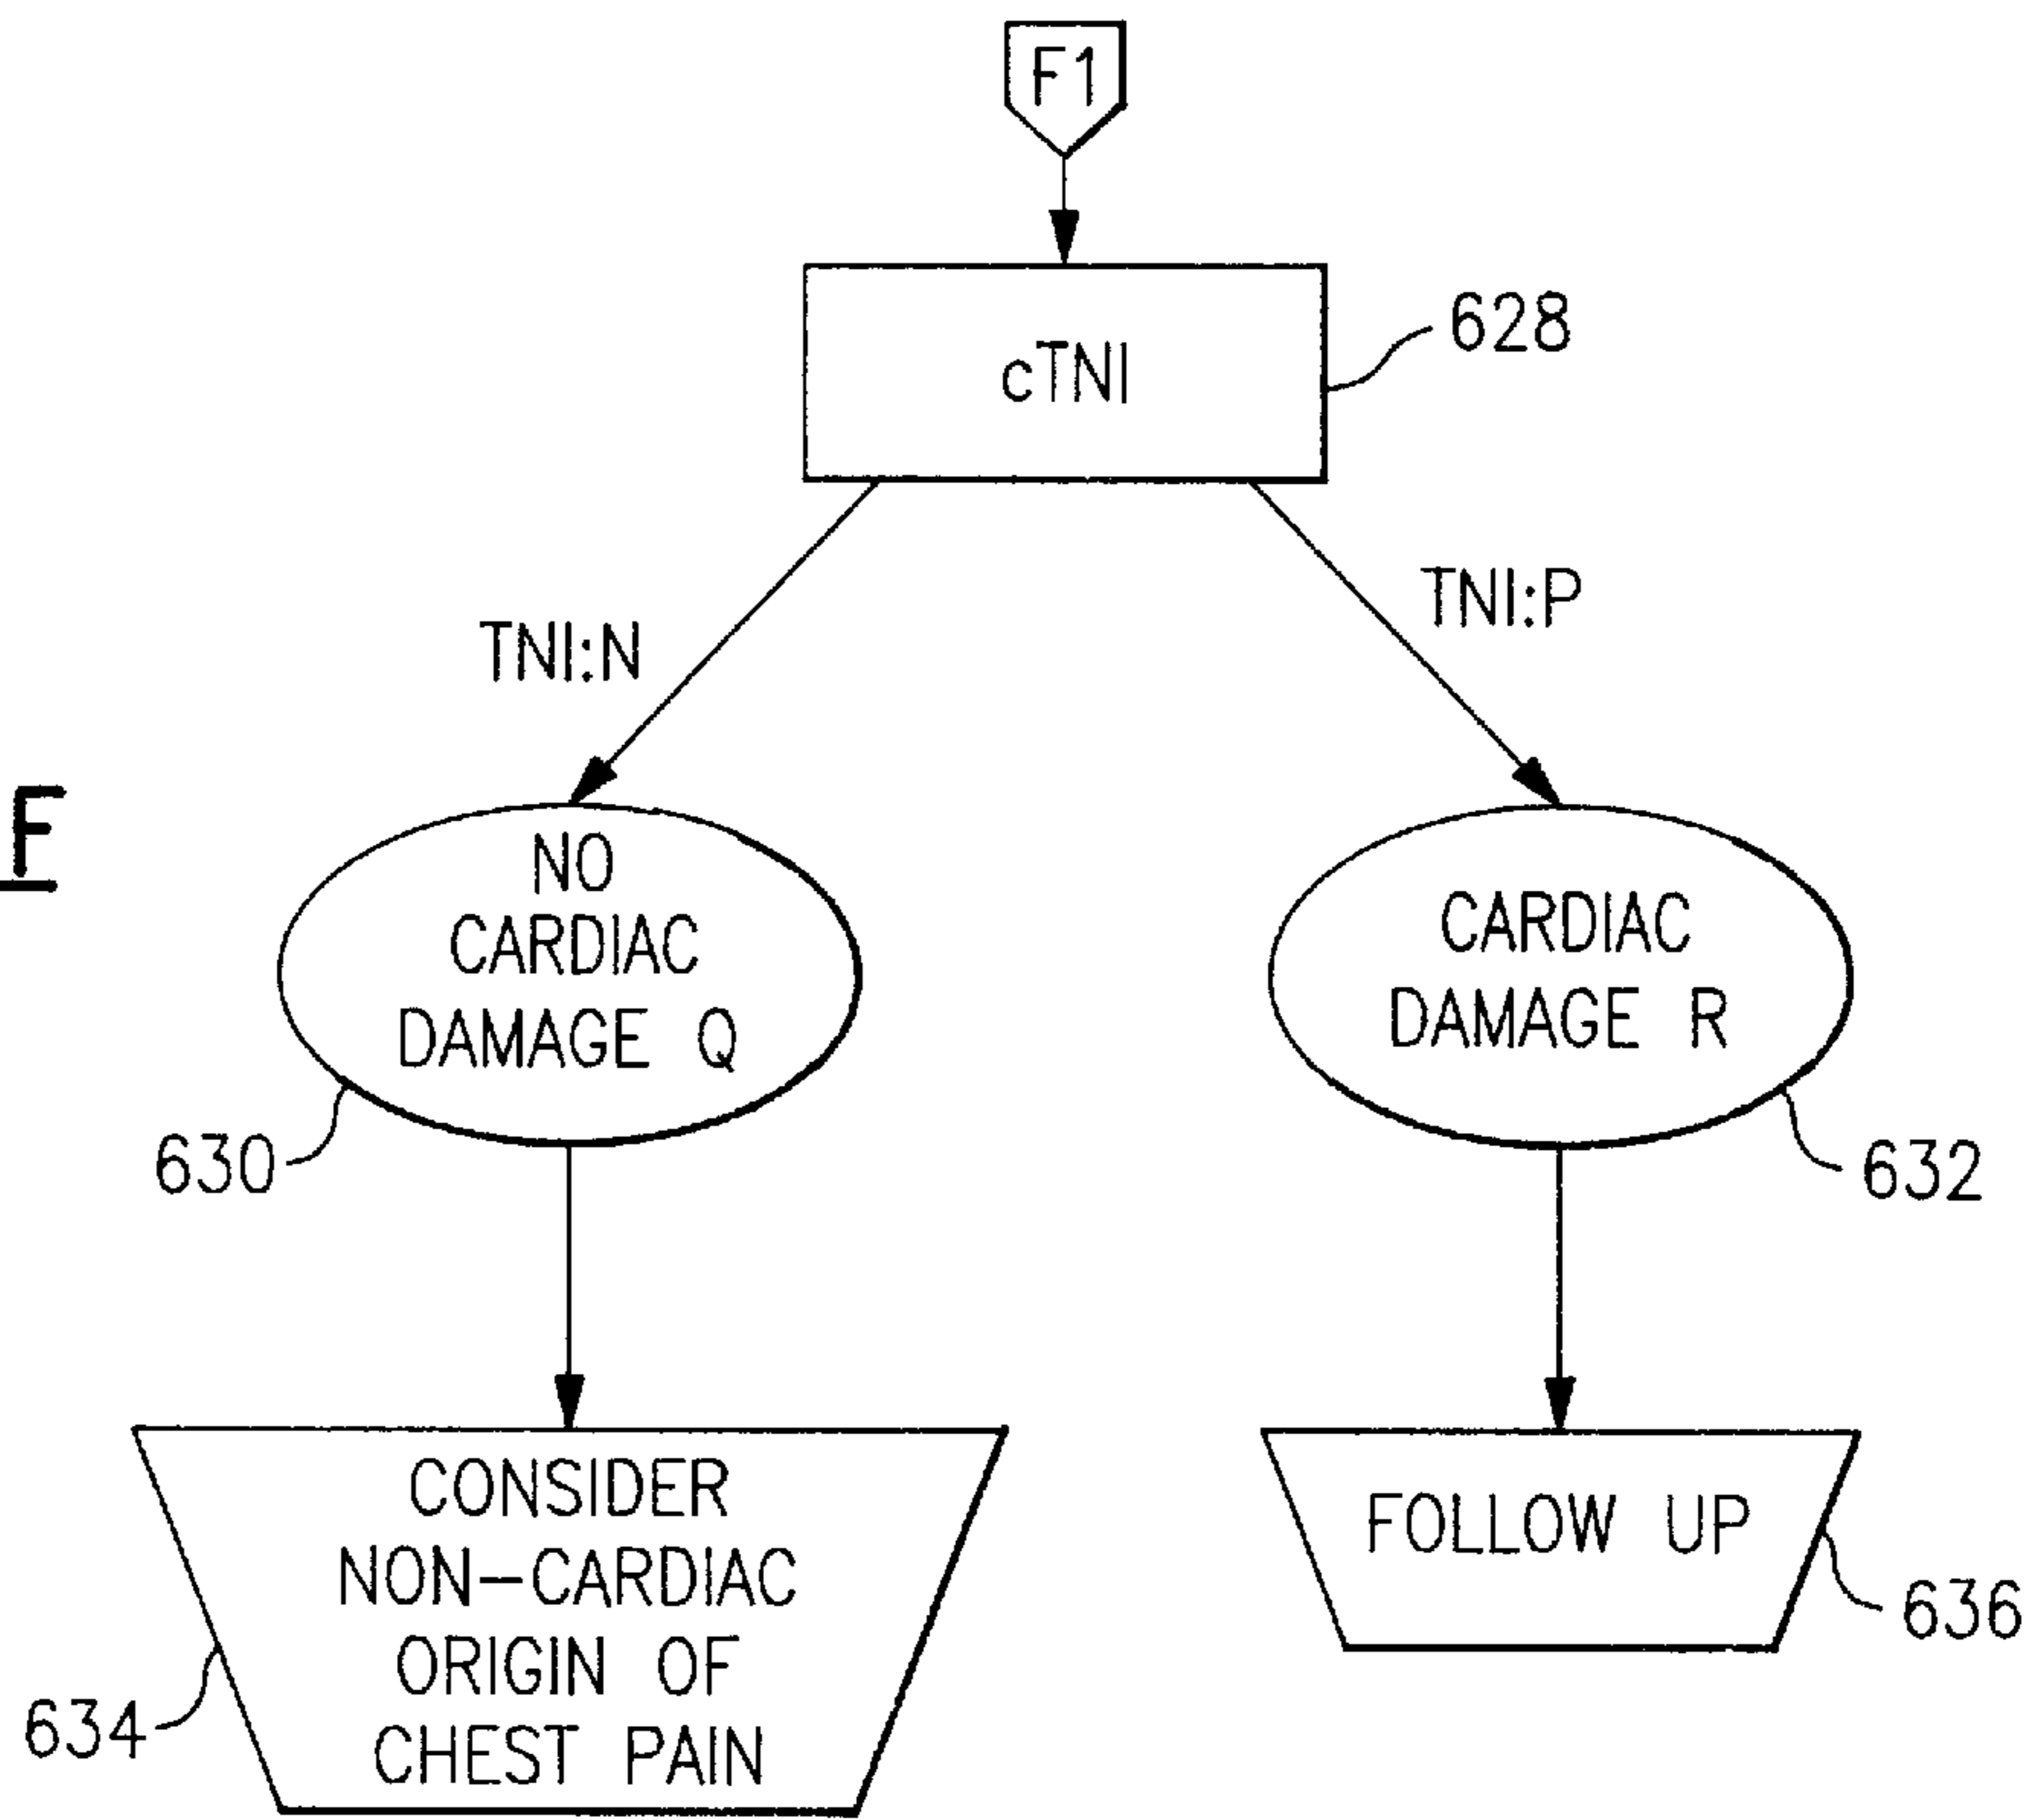 F1
cTNI
628
TNI:N
TNI:P
F
NO
CARDIAC
DAMAGE Q
630
CARDIAC
DAMAGE R
632
CONSIDER
NON-CARDIAC
ORIGIN OF
CHEST PAIN
634
FOLLOW UP
636